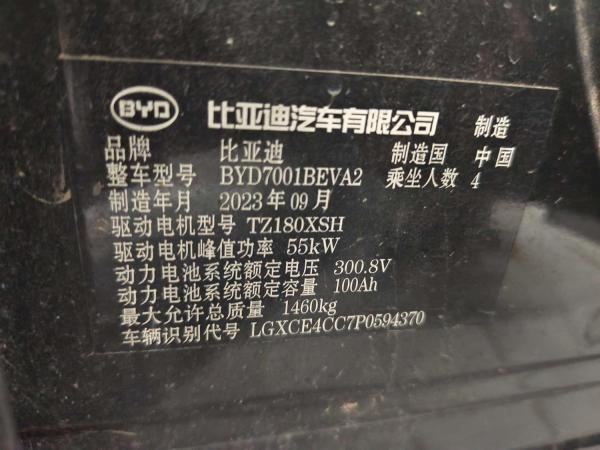 BYD 比亚迪汽车有限公司 制造
品牌 比亚迪 制造国 中国
整车型号 BYD7001BEVA2 乘坐人数 4
制造年月 2023年09月
驱动电机型号 TZ180XSH
驱动电机峰值功率 55kW
动力电池系统额定电压 300.8V
动力电池系统额定容量 100Ah
最大允许总质量 1460kg
车辆识别代号 LGXCE4CC7P0594370